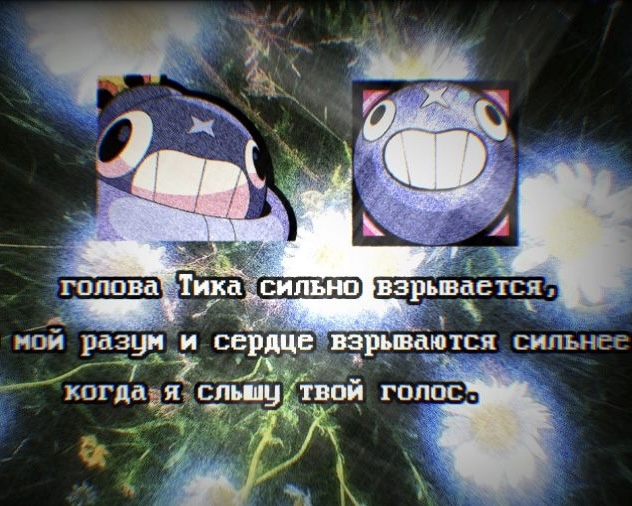 голова Тика сильно взрывается,
мой разум и сердце взрываются сильнее
когда я слышу твой голос.